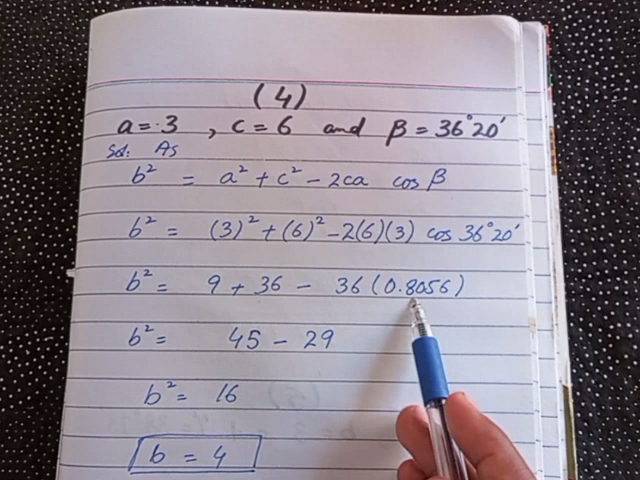 (4)
a = 3 , c = 6 and β = 36°20'
Sol: As
b² = a² + c² - 2ca cos β
b² = (3)² + (6)² - 2(6)(3) cos 36°20'
b² = 9 + 36 - 36 (0.8056)
b² = 45 - 29
b² = 16
b = 4